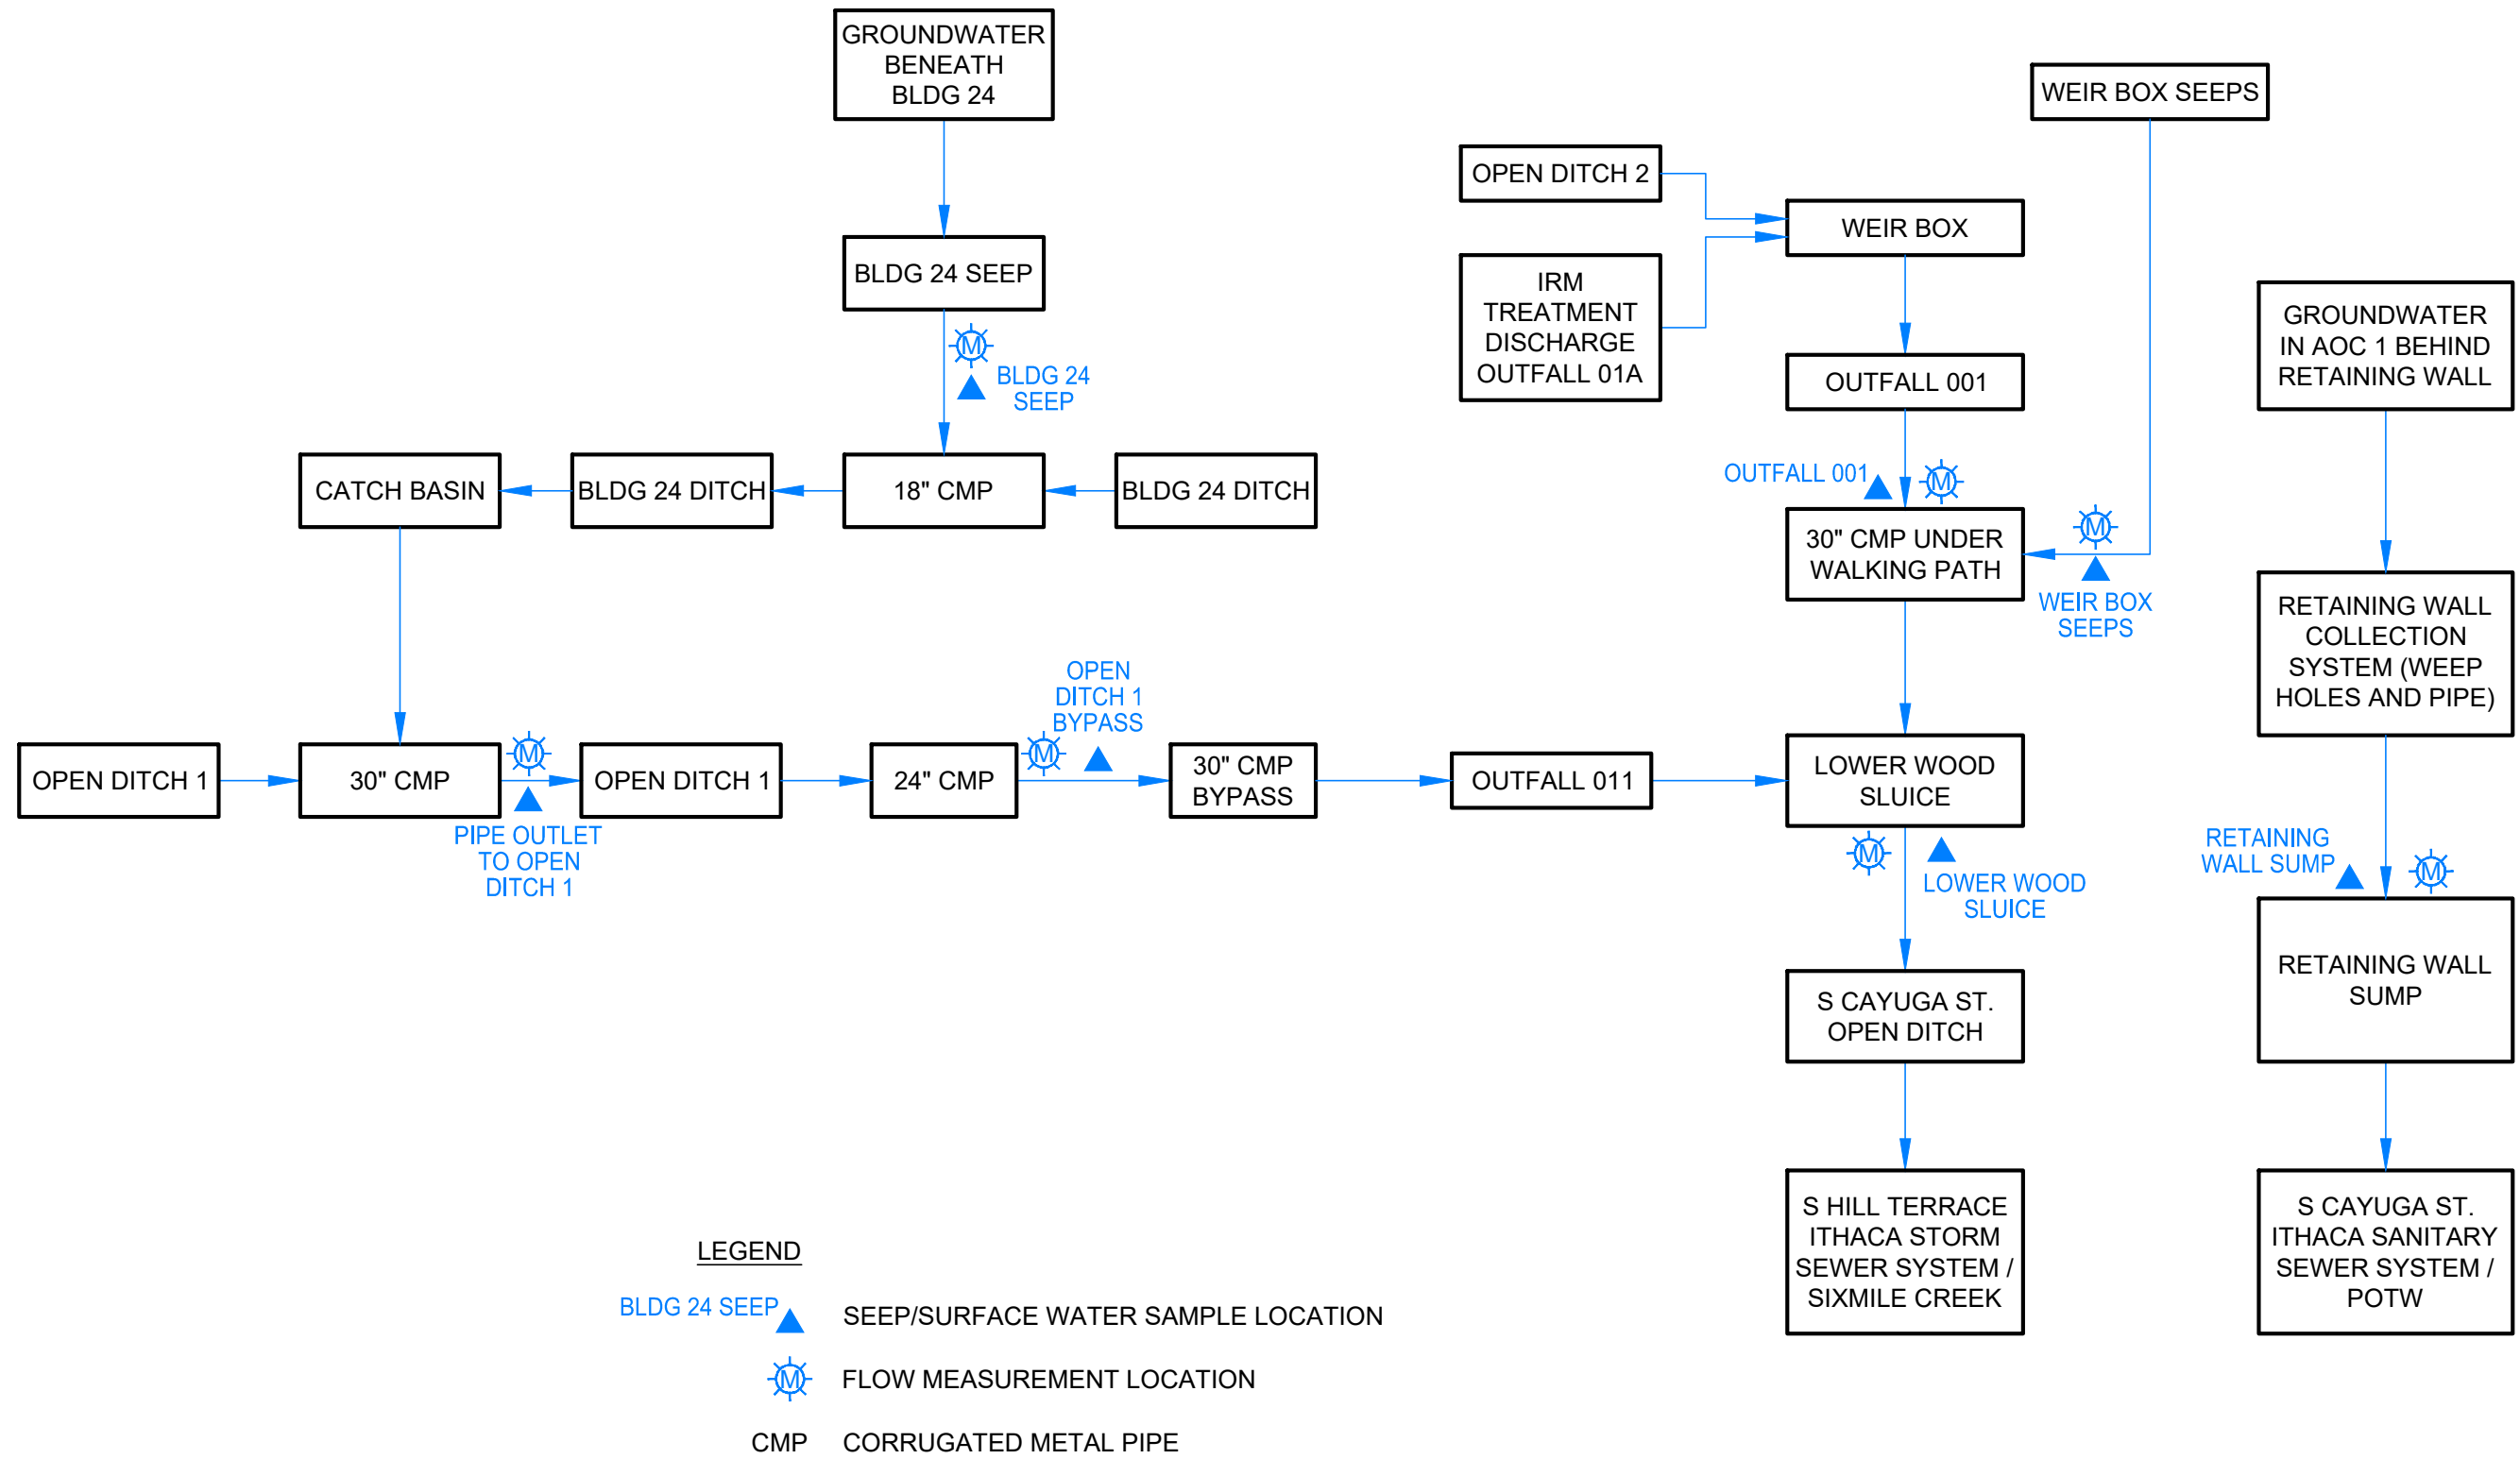 GROUNDWATER
BENEATH
BLDG 24
WEIR BOX SEEPS
OPEN DITCH 2
WEIR BOX
BLDG 24 SEEP
IRM
TREATMENT
DISCHARGE
OUTFALL 01A
GROUNDWATER
IN AOC 1 BEHIND
RETAINING WALL
M
BLDG 24
SEEP
OUTFALL 001
CATCH BASIN
BLDG 24 DITCH
18" CMP
BLDG 24 DITCH
OUTFALL 001
M
30" CMP UNDER
WALKING PATH
M
WEIR BOX
SEEPS
RETAINING WALL
COLLECTION
SYSTEM (WEEP
HOLES AND PIPE)
OPEN
DITCH 1
BYPASS
OPEN DITCH 1
30" CMP
M
PIPE OUTLET
TO OPEN
DITCH 1
OPEN DITCH 1
24" CMP
M
30" CMP
BYPASS
OUTFALL 011
LOWER WOOD
SLUICE
M
LOWER WOOD
SLUICE
RETAINING
WALL SUMP
M
RETAINING WALL
SUMP
S CAYUGA ST.
OPEN DITCH
S HILL TERRACE
ITHACA STORM
SEWER SYSTEM /
SIXMILE CREEK
S CAYUGA ST.
ITHACA SANITARY
SEWER SYSTEM /
POTW
LEGEND
BLDG 24 SEEP SEEP/SURFACE WATER SAMPLE LOCATION
M FLOW MEASUREMENT LOCATION
CMP CORRUGATED METAL PIPE